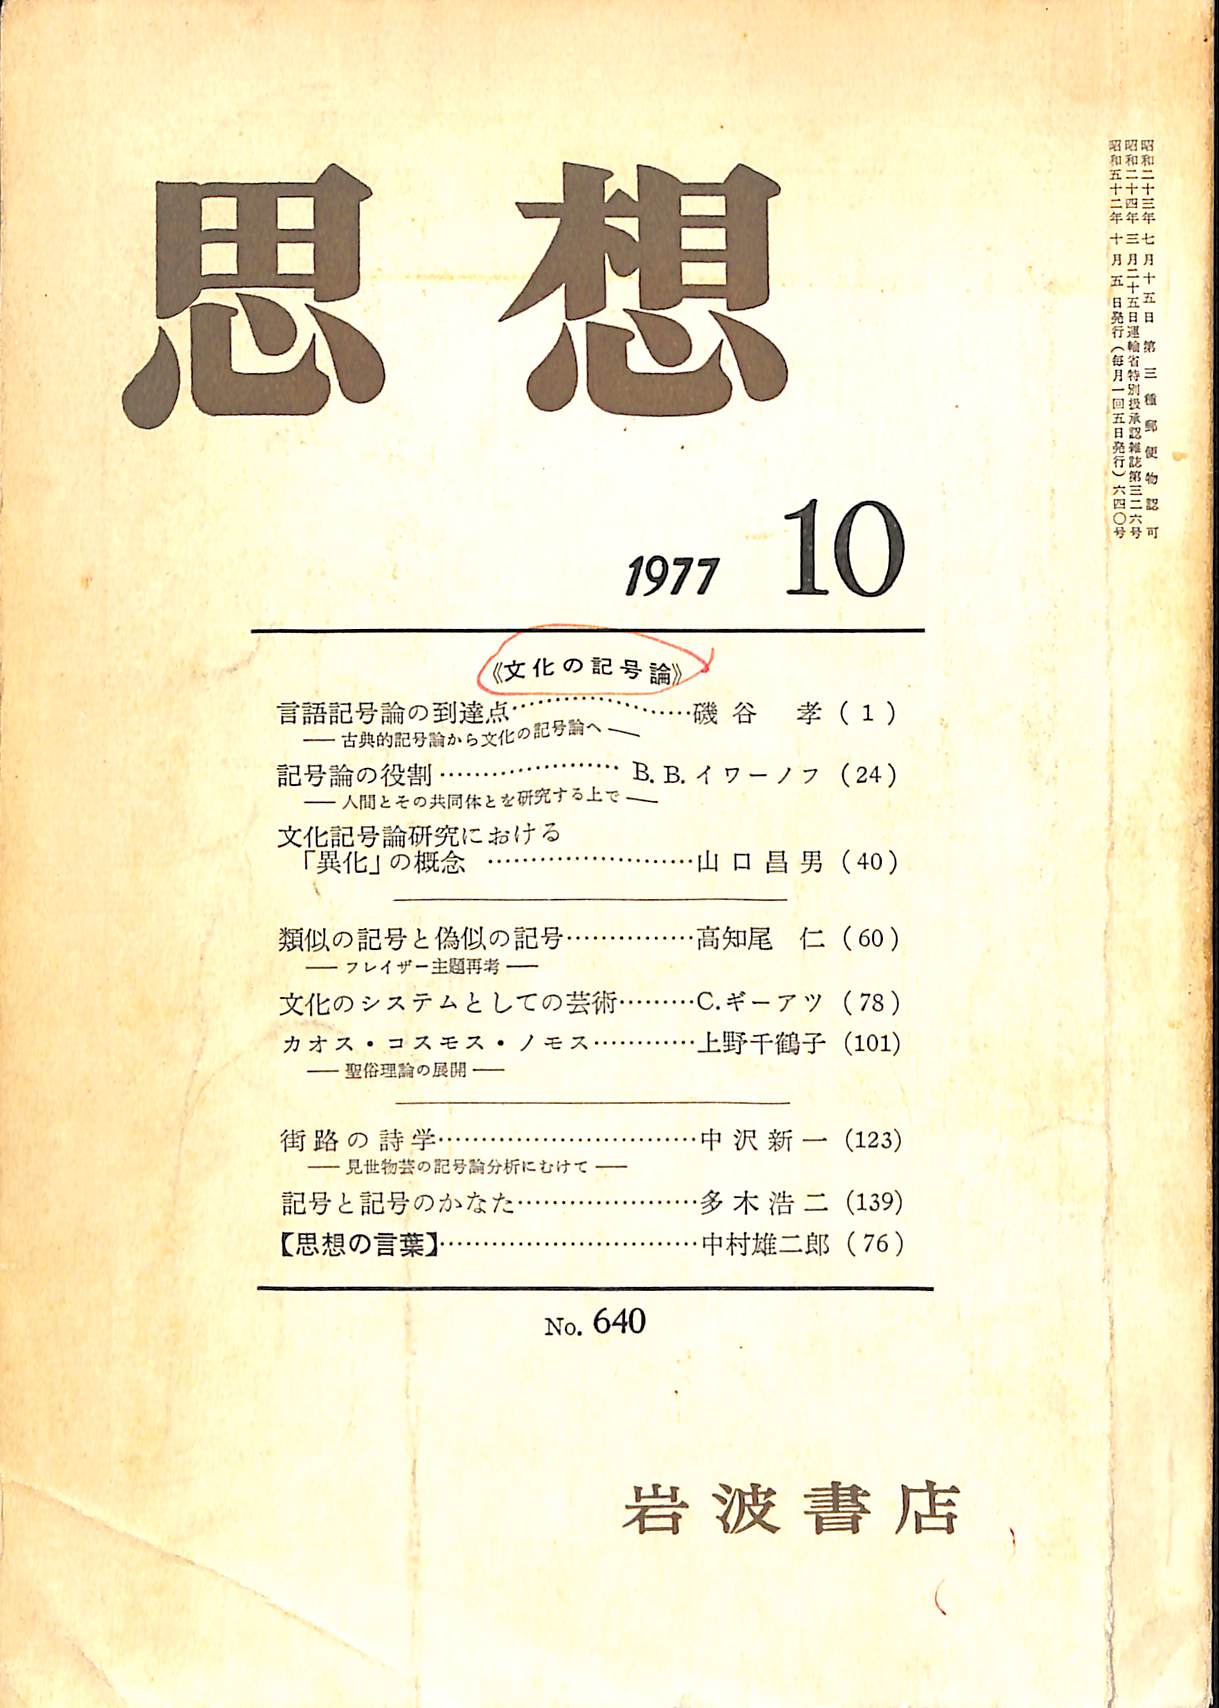 思想
1977 10
《文化の記号論》
言語記号論の到達点……………磯谷 孝 (1)
── 古典的記号論から文化の記号論へ ──
記号論の役割……………B.B.イワーノフ (24)
── 人間とその共同体とを研究する上で ──
文化記号論研究における
「異化」の概念 ……………山口昌男 (40)
類似の記号と偽似の記号……………高知尾 仁 (60)
── フレイザー主題再考 ──
文化のシステムとしての芸術………C.ギーアツ (78)
カオス・コスモス・ノモス…………上野千鶴子 (101)
── 聖俗理論の展開 ──
街路の詩学……………中沢新一 (123)
── 見世物芸の記号論分析にむけて ──
記号と記号のかなた……………多木浩二 (139)
【思想の言葉】……………中村雄二郎 (76)
No. 640
岩波書店
昭和二十三年七月十五日第三種郵便物認可
昭和二十四年三月二十五日運輸省特別扱承認雑誌第三二六号
昭和五十二年十月五日発行(毎月一回五日発行)六四〇号